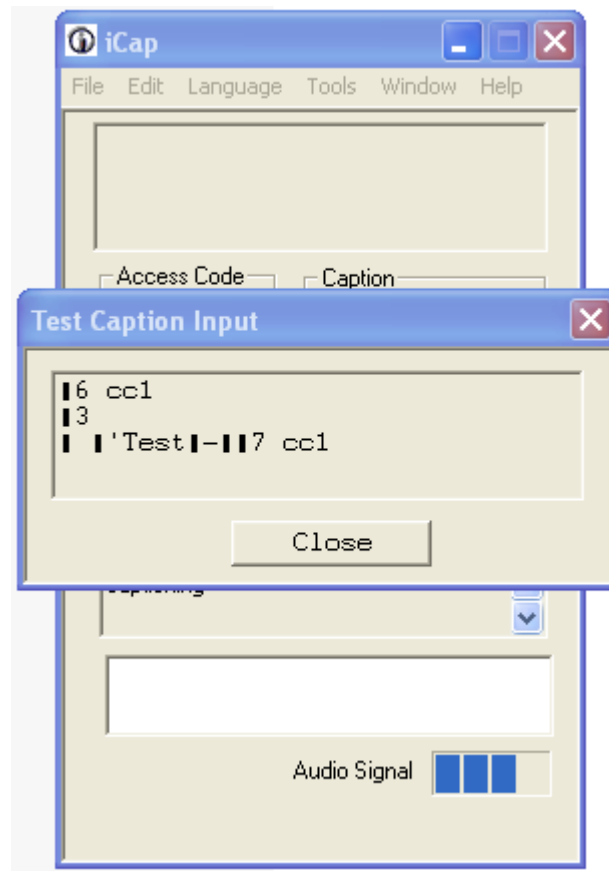 iCap
File Edit Language Tools Window Help
Access Code Caption
Test Caption Input
▌6 cc1
▌3
▌ ▌'Test▌-▌▌7 cc1
Close
Audio Signal